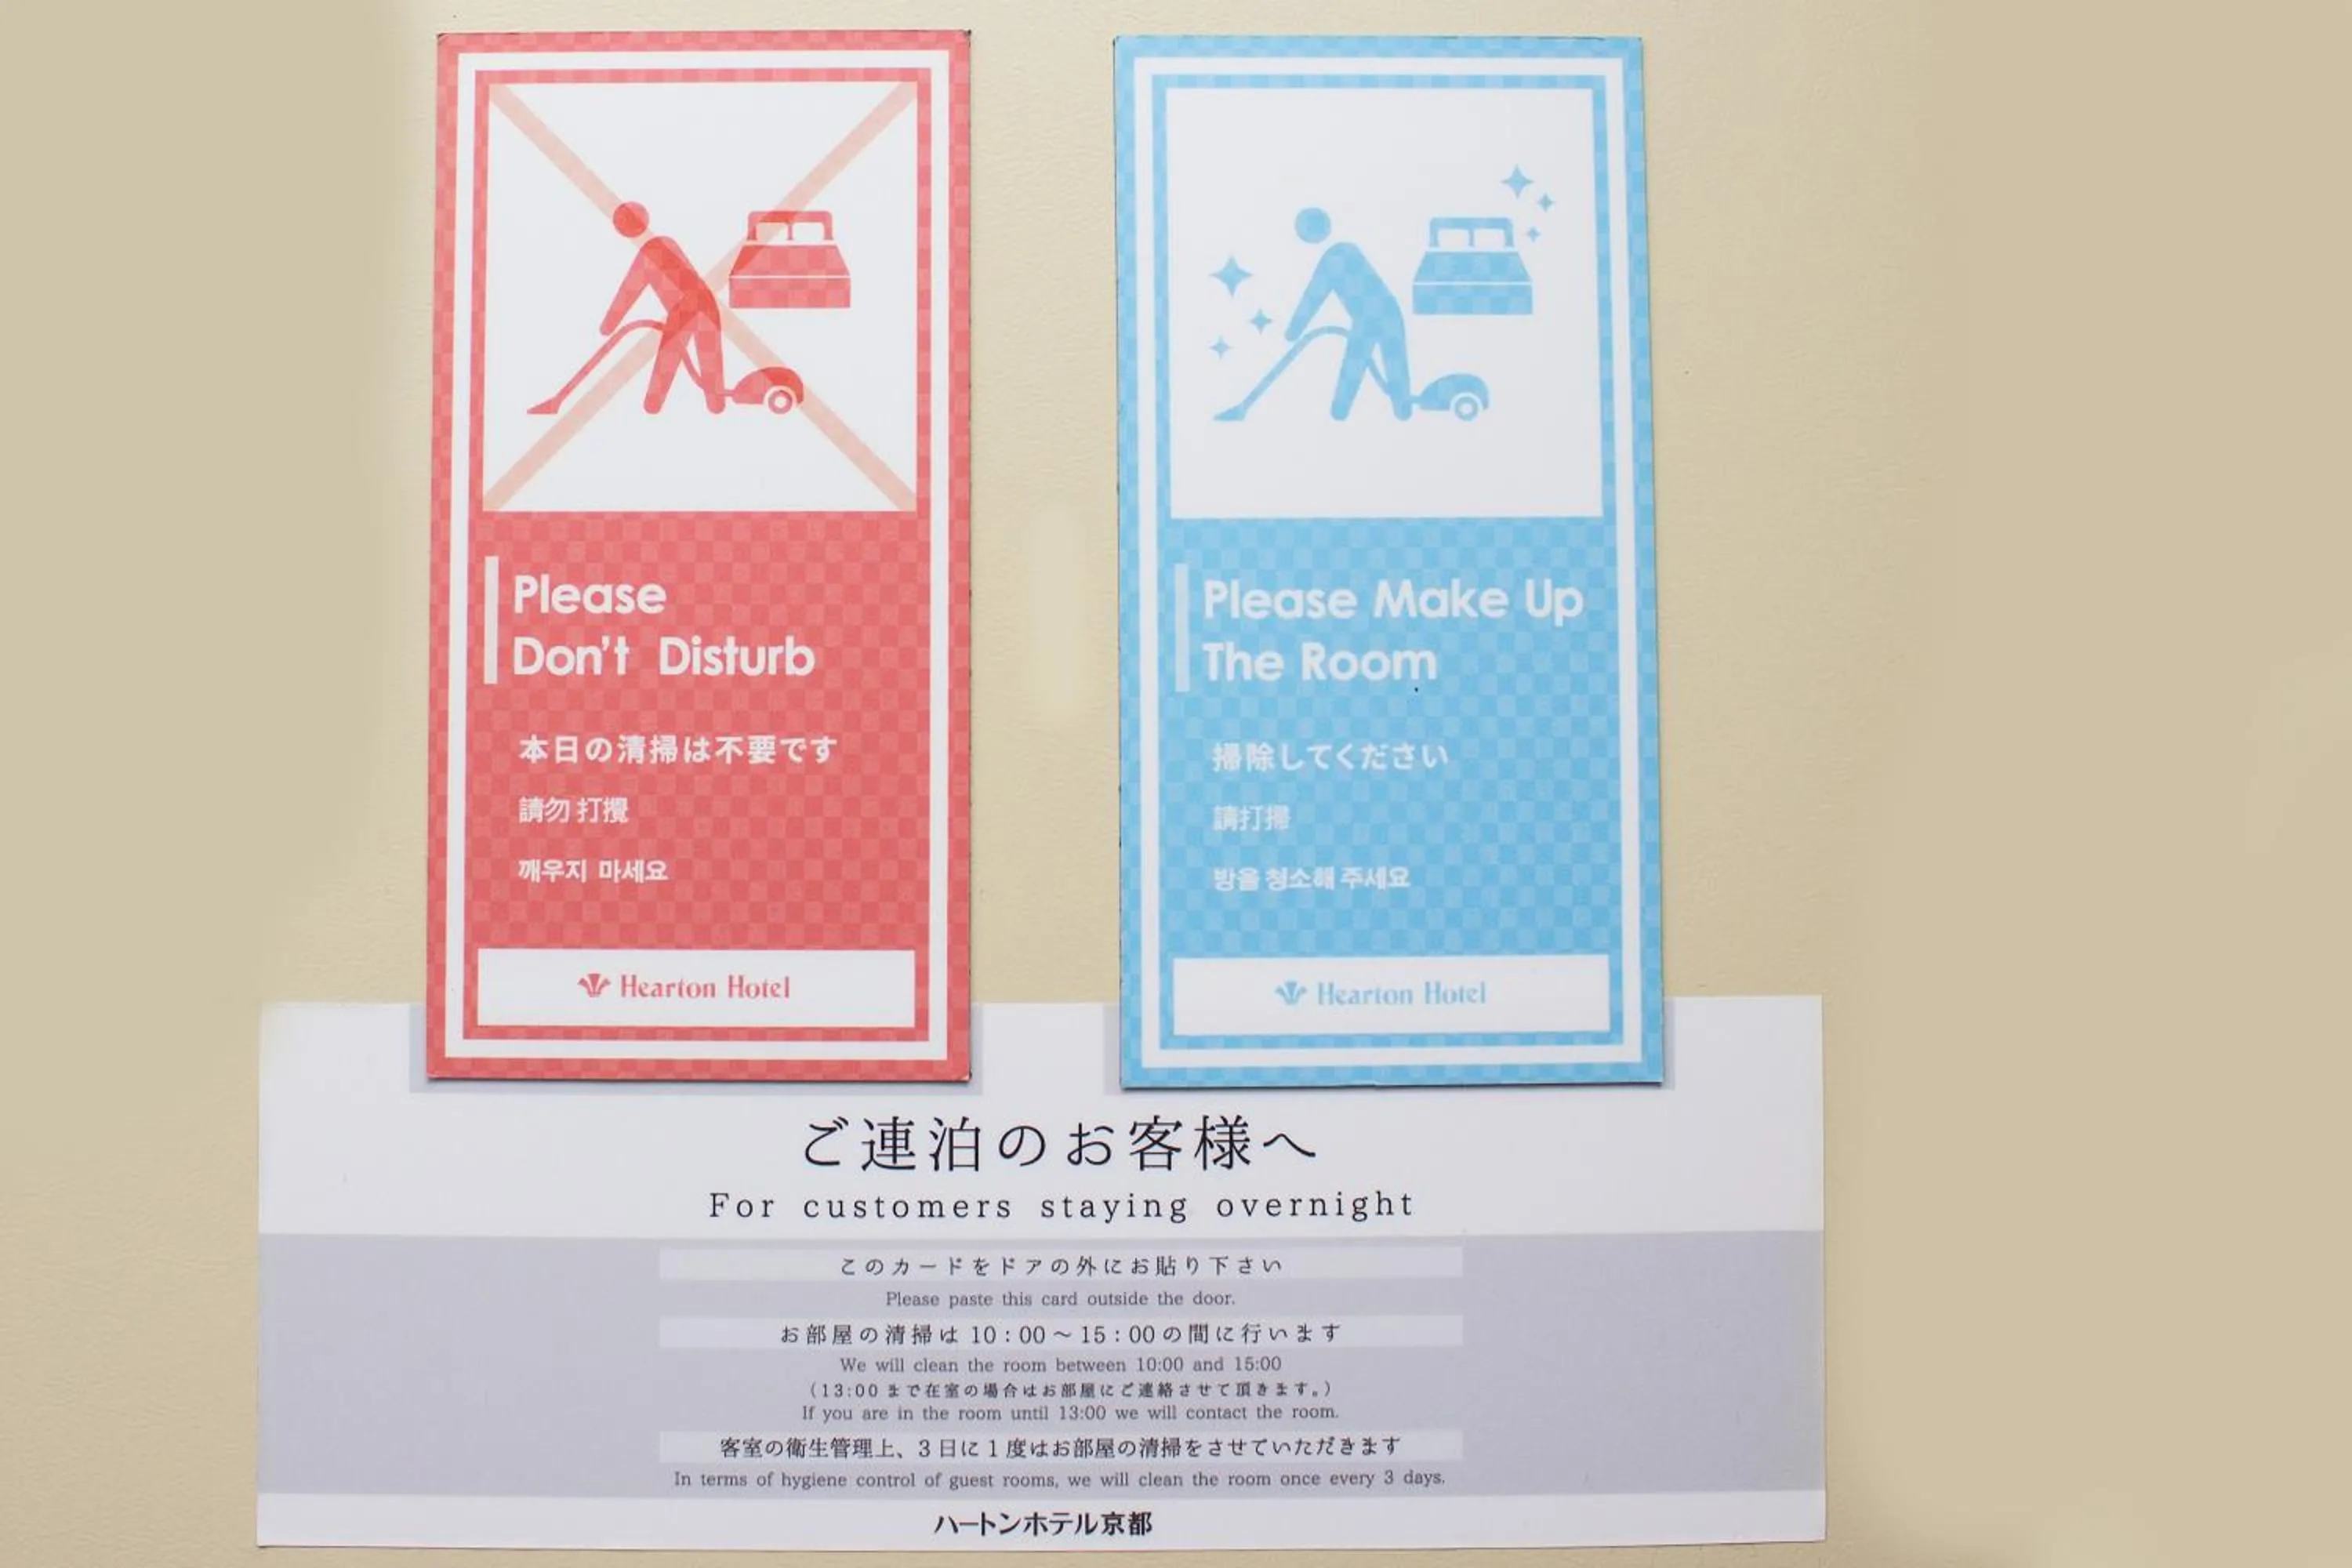 Please
Don't Disturb
本日の清掃は不要です
請勿 打攪
깨우지 마세요
Hearton Hotel
Please Make Up
The Room
掃除してください
請打掃
방을 청소해 주세요
Hearton Hotel
ご連泊のお客様へ
For customers staying overnight
このカードをドアの外にお貼り下さい
Please paste this card outside the door.
お部屋の清掃は 10:00～15:00の間に行います
We will clean the room between 10:00 and 15:00
(13:00 まで在室の場合はお部屋にご連絡させて頂きます。)
If you are in the room until 13:00 we will contact the room.
客室の衛生管理上、3日に1度はお部屋の清掃をさせていただきます
In terms of hygiene control of guest rooms, we will clean the room once every 3 days.
ハートンホテル京都